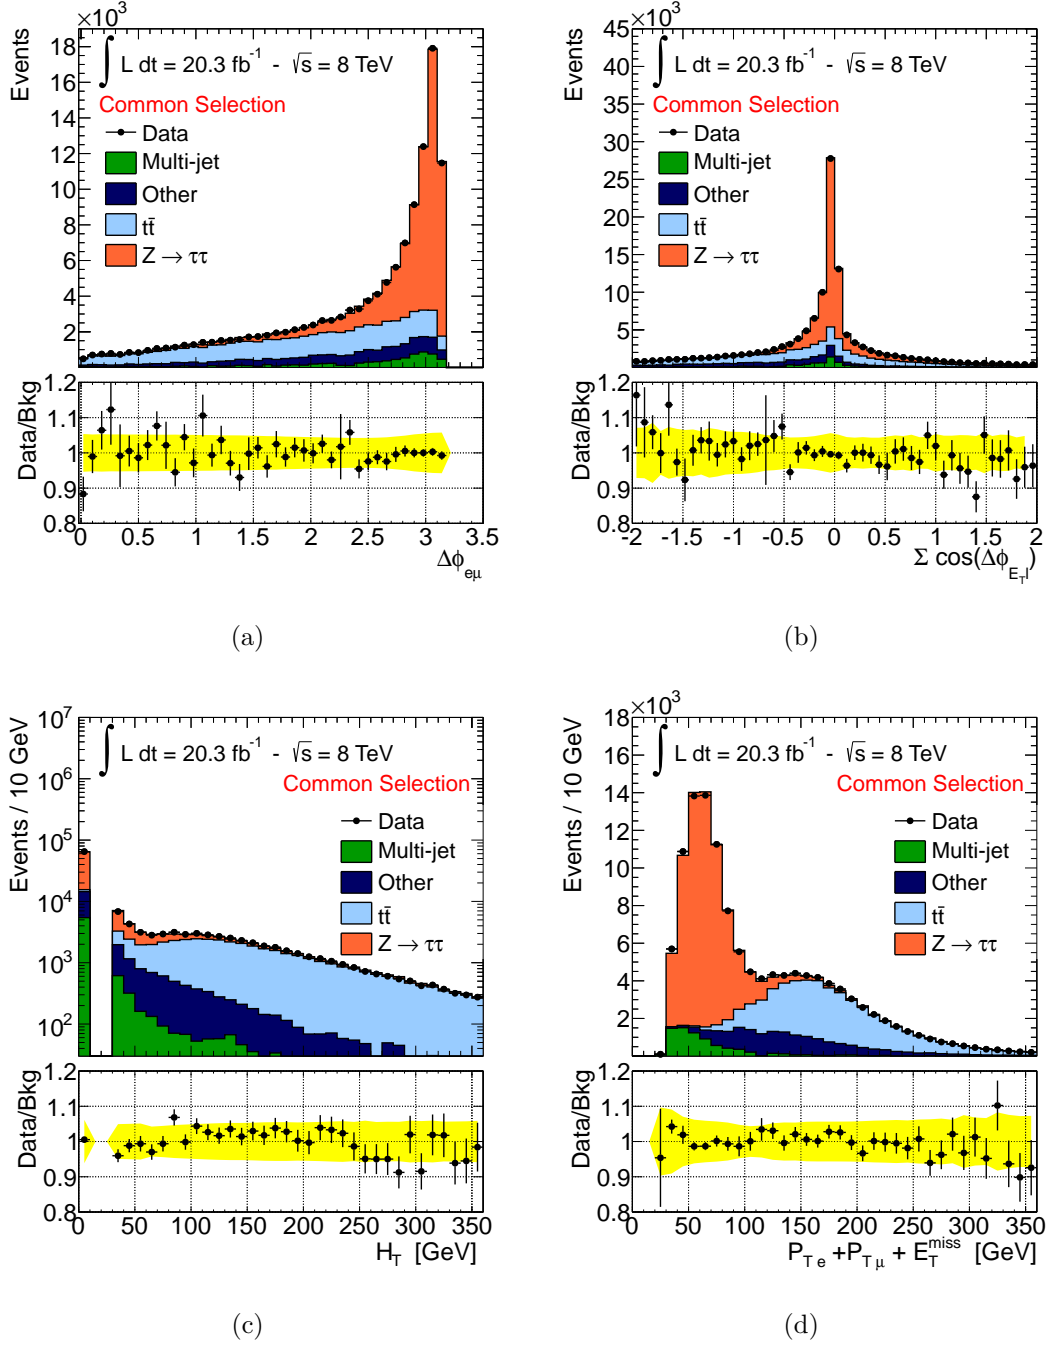 ×10³
Events
18
16
14
12
10
8
6
4
2
∫ L dt = 20.3 fb⁻¹ - √s = 8 TeV
Common Selection
Data
Multi-jet
Other
tt̄
Z → ττ
Data/Bkg
1.2
1.1
1
0.9
0.8
0 0.5 1 1.5 2 2.5 3 3.5
Δϕ_eμ
(a)
×10³
Events
45
40
35
30
25
20
15
10
5
∫ L dt = 20.3 fb⁻¹ - √s = 8 TeV
Common Selection
Data
Multi-jet
Other
tt̄
Z → ττ
Data/Bkg
1.2
1.1
1
0.9
0.8
-2 -1.5 -1 -0.5 0 0.5 1 1.5 2
Σ cos(Δϕ_E_T l)
(b)
Events / 10 GeV
10⁷
10⁶
10⁵
10⁴
10³
10²
∫ L dt = 20.3 fb⁻¹ - √s = 8 TeV
Common Selection
Data
Multi-jet
Other
tt̄
Z → ττ
Data/Bkg
1.2
1.1
1
0.9
0.8
0 50 100 150 200 250 300 350
H_T [GeV]
(c)
×10³
Events / 10 GeV
18
16
14
12
10
8
6
4
2
∫ L dt = 20.3 fb⁻¹ - √s = 8 TeV
Common Selection
Data
Multi-jet
Other
tt̄
Z → ττ
Data/Bkg
1.2
1.1
1
0.9
0.8
0 50 100 150 200 250 300 350
P_T e + P_T μ + E_T^miss [GeV]
(d)